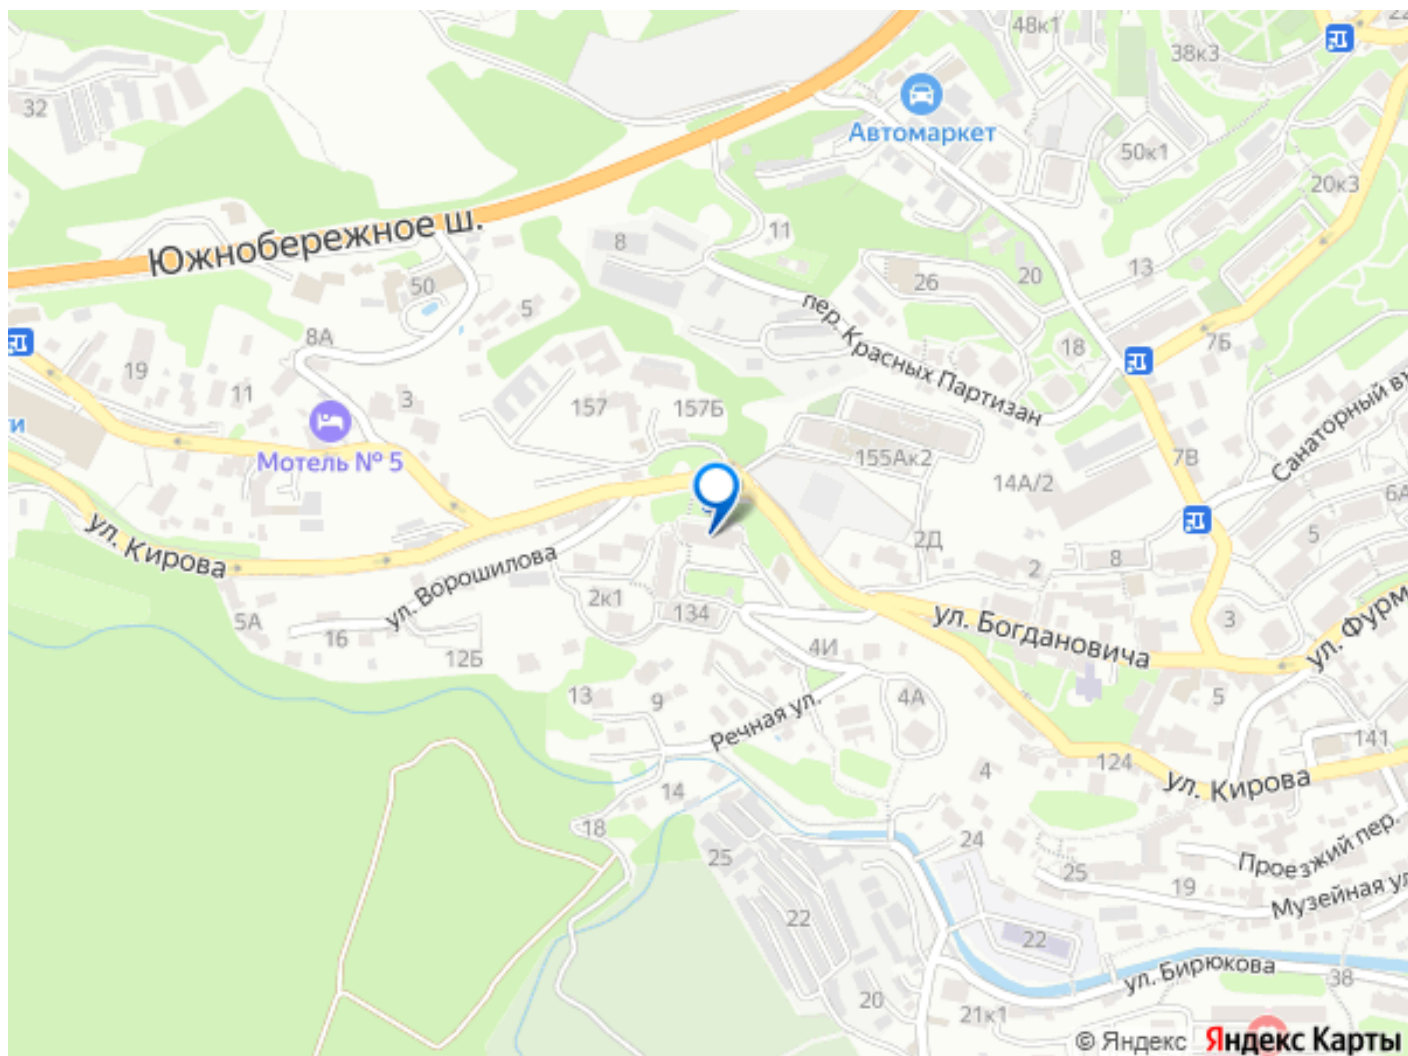 48к1
22
38к3
32
Автомаркет
50к1
20к3
Южнобережное ш.
8
11
13
20
26
50
5
пер. Красных Партизан
8А
18
7Б
19
11
3
157
157Б
ти
Мотель № 5
155Ак2
14А/2
7В
Санаторный въ
6А
ул. Кирова
2Д
8
5
ул. Ворошилова
2
2к1
134
ул. Богдановича
3
ул. Фурм
5А
16
12Б
4И
13
9
4А
5
Речная ул.
141
124
4
ул. Кирова
14
18
24
Проезжий пер.
25
25
19
Музейная ул
22
22
ул. Бирюкова
38
20
21к1
© Яндекс Яндекс Карты